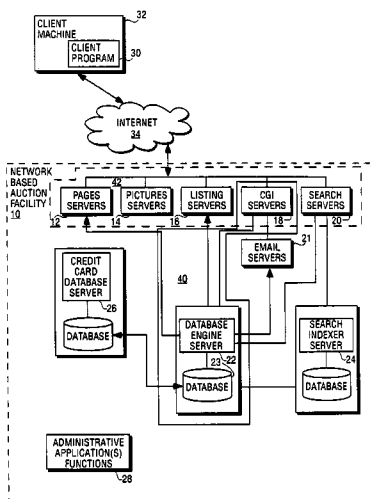 32
CLIENT
MACHINE
CLIENT
PROGRAM
30
INTERNET
34
NETWORK
BASED
AUCTION
FACILITY
10
42
PAGES
SERVERS
12
PICTURES
SERVERS
14
LISTING
SERVERS
16
CGI
SERVERS
18
SEARCH
SERVERS
20
21
EMAIL
SERVERS
40
CREDIT
CARD
DATABASE
SERVER
26
DATABASE
DATABASE
ENGINE
SERVER
22
23
DATABASE
SEARCH
INDEXER
SERVER
24
DATABASE
ADMINISTRATIVE
APPLICATION(S)
FUNCTIONS
28